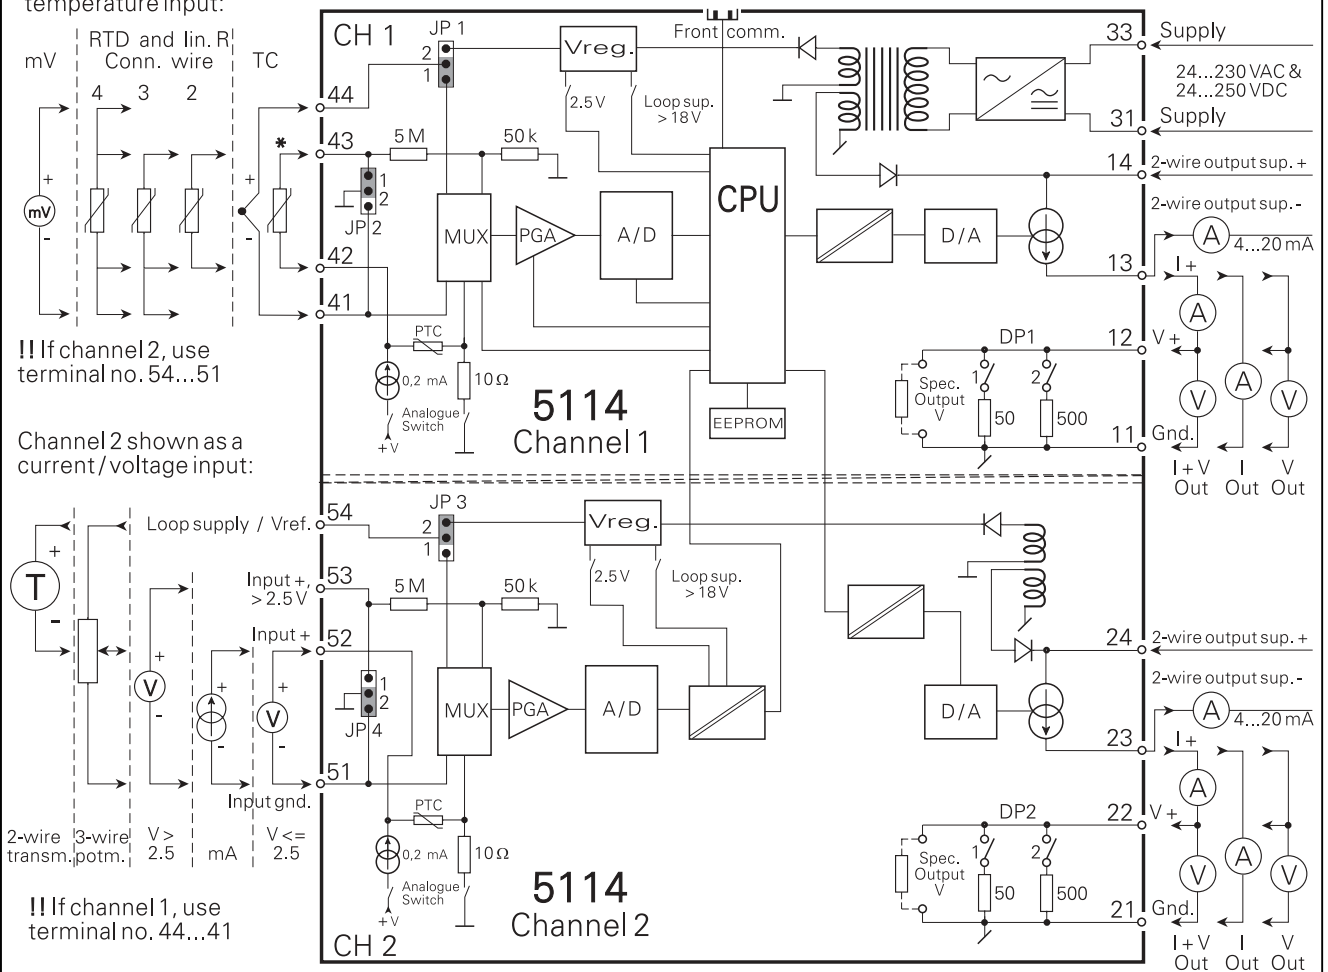 temperature input:
mV
RTD and lin. R
Conn. wire
TC
4
3
2
*
+
mV
-
+
-
!! If channel 2, use
terminal no. 54...51
Channel 2 shown as a
current / voltage input:
CH 1
JP 1
2
1
44
43
42
41
5 M
50 k
1
2
JP 2
MUX
PGA
A/D
PTC
0,2 mA
10 Ω
Analogue
Switch
+V
Vreg.
2.5 V
Loop sup.
> 18 V
Front comm.
CPU
EEPROM
5114
Channel 1
D/A
33
Supply
24...230 VAC &
24...250 VDC
31
Supply
14
2-wire output sup. +
2-wire output sup. -
A
4...20 mA
13
I +
A
12
V +
V
A
V
DP1
Spec.
Output
V
1
2
50
500
11
Gnd.
I + V
Out
I
Out
V
Out
Loop supply / Vref.
54
JP 3
2
1
T
+
-
Input +,
> 2.5 V
53
Input +
52
+
V
-
+
-
+
V
-
51
Input gnd.
2-wire
transm.
3-wire
potm.
V >
2.5
mA
V <=
2.5
!! If channel 1, use
terminal no. 44...41
5 M
50 k
1
2
JP 4
MUX
PGA
A/D
PTC
0,2 mA
10 Ω
Analogue
Switch
+V
Vreg.
2.5 V
Loop sup.
> 18 V
5114
Channel 2
CH 2
D/A
24
2-wire output sup. +
2-wire output sup. -
A
4...20 mA
23
I +
A
22
V +
V
A
V
DP2
Spec.
Output
V
1
2
50
500
21
Gnd.
I + V
Out
I
Out
V
Out